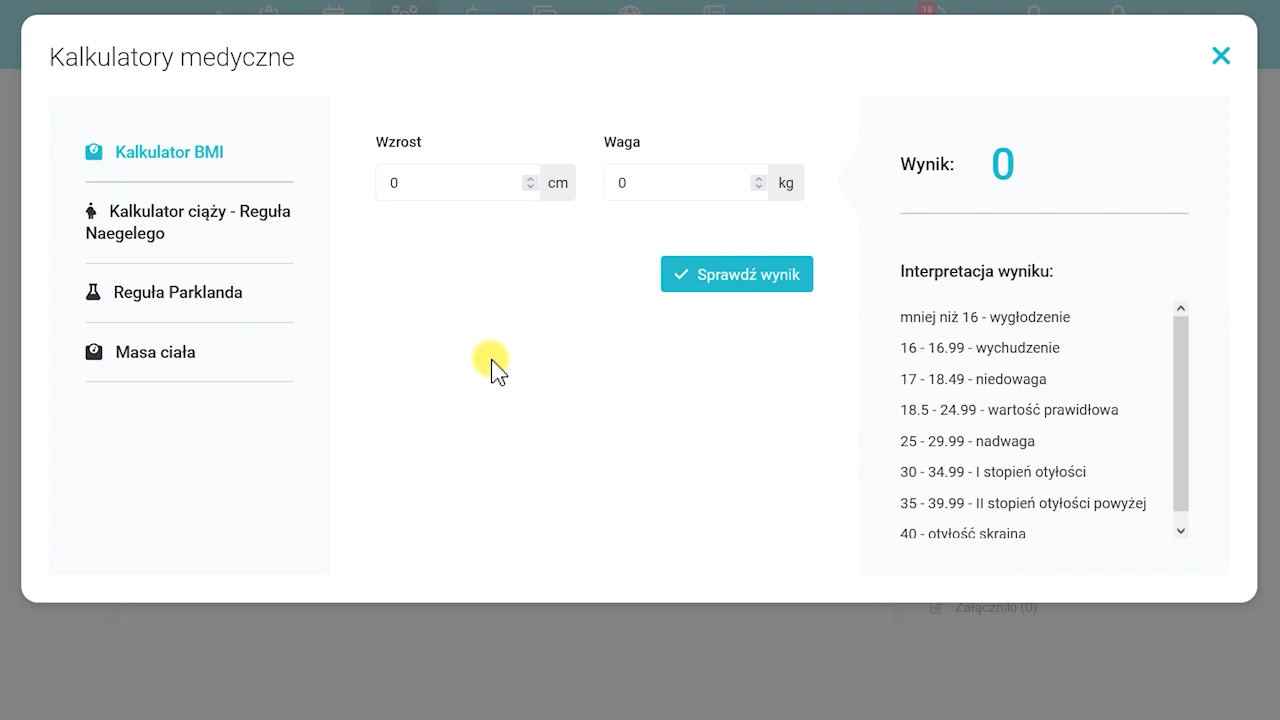 18
Kalkulatory medyczne
Kalkulator BMI
Kalkulator ciąży - Reguła
Naegelego
Reguła Parklanda
Masa ciała
Wzrost
0 cm
Waga
0 kg
Sprawdź wynik
Wynik: 0
Interpretacja wyniku:
mniej niż 16 - wygłodzenie
16 - 16.99 - wychudzenie
17 - 18.49 - niedowaga
18.5 - 24.99 - wartość prawidłowa
25 - 29.99 - nadwaga
30 - 34.99 - I stopień otyłości
35 - 39.99 - II stopień otyłości powyżej
40 - otyłość skrajna
Załączniki (0)